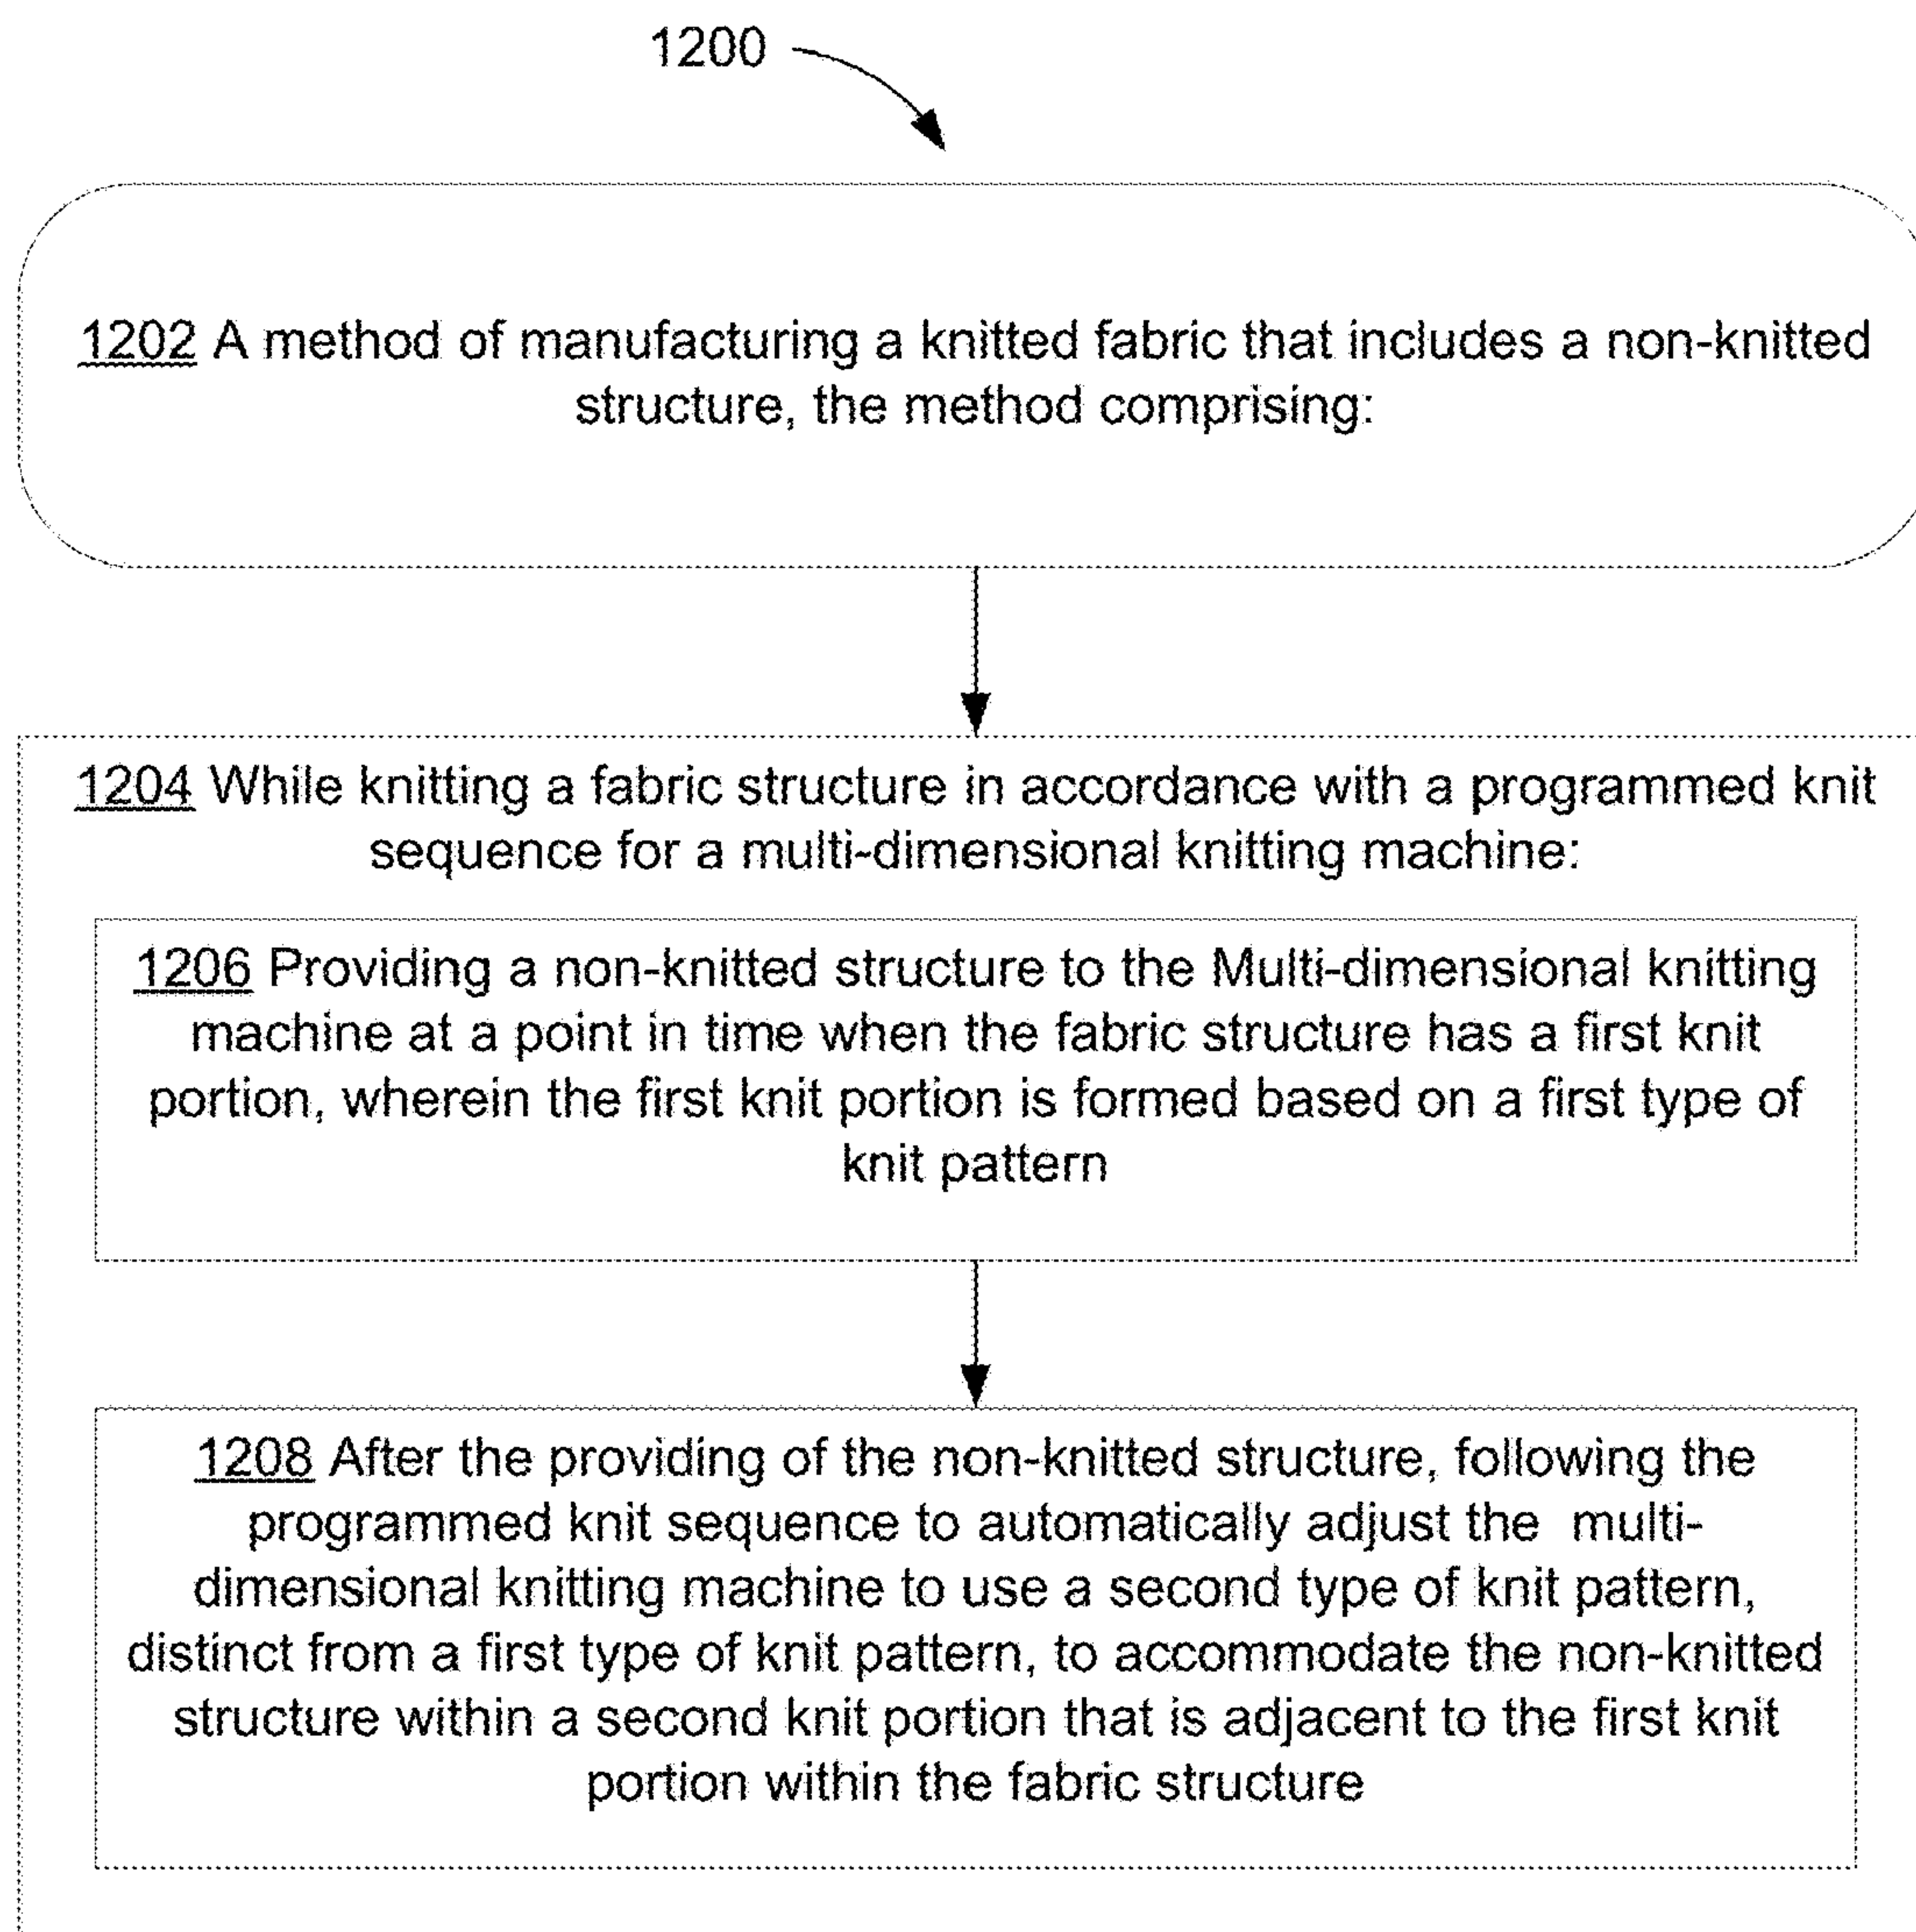 1200
1202 A method of manufacturing a knitted fabric that includes a non-knitted
structure, the method comprising:
1204 While knitting a fabric structure in accordance with a programmed knit
sequence for a multi-dimensional knitting machine:
1206 Providing a non-knitted structure to the Multi-dimensional knitting
machine at a point in time when the fabric structure has a first knit
portion, wherein the first knit portion is formed based on a first type of
knit pattern
1208 After the providing of the non-knitted structure, following the
programmed knit sequence to automatically adjust the multi-
dimensional knitting machine to use a second type of knit pattern,
distinct from a first type of knit pattern, to accommodate the non-knitted
structure within a second knit portion that is adjacent to the first knit
portion within the fabric structure